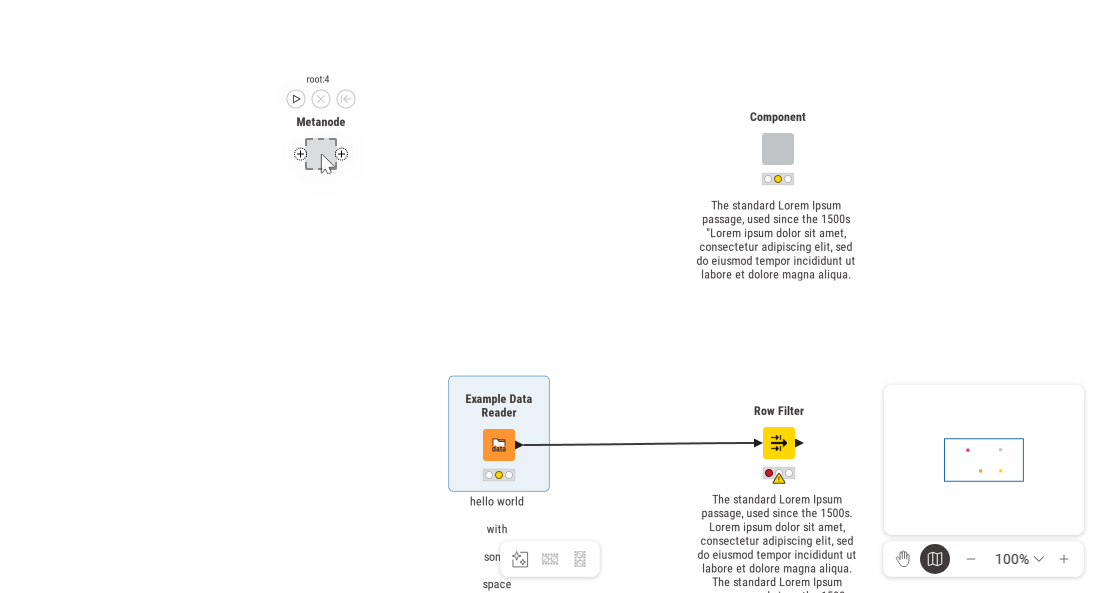 root:4
Metanode
Component
The standard Lorem Ipsum
passage, used since the 1500s
"Lorem ipsum dolor sit amet,
consectetur adipiscing elit, sed
do eiusmod tempor incididunt ut
labore et dolore magna aliqua.
Example Data
Reader
data
hello world
with
space
Row Filter
The standard Lorem Ipsum
passage, used since the 1500s.
Lorem ipsum dolor sit amet,
consectetur adipiscing elit, sed
do eiusmod tempor incididunt ut
labore et dolore magna aliqua.
The standard Lorem Ipsum
100%